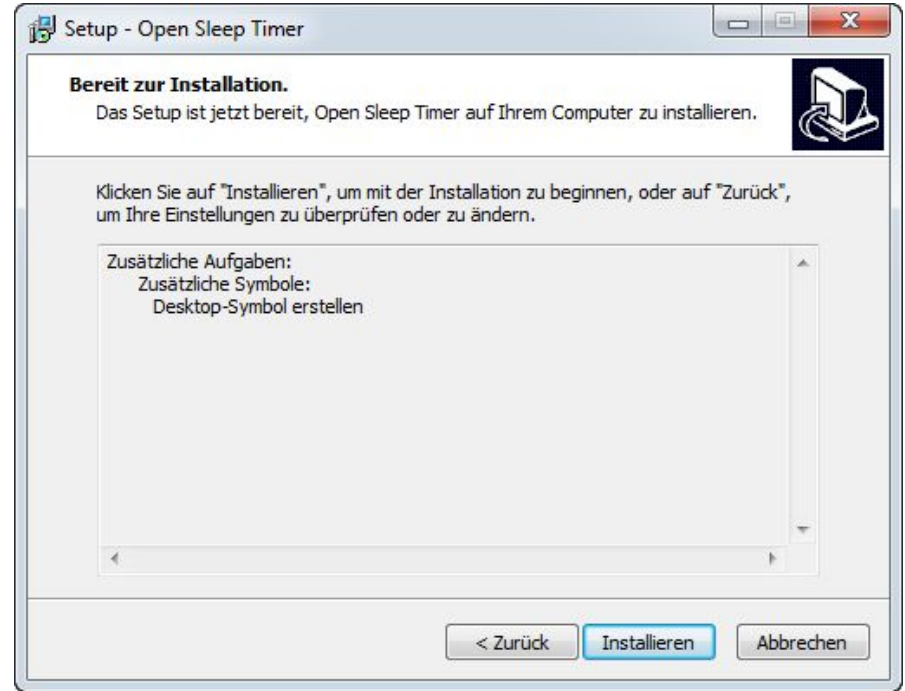 Setup - Open Sleep Timer
Bereit zur Installation.
Das Setup ist jetzt bereit, Open Sleep Timer auf Ihrem Computer zu installieren.
Klicken Sie auf "Installieren", um mit der Installation zu beginnen, oder auf "Zurück",
um Ihre Einstellungen zu überprüfen oder zu ändern.
Zusätzliche Aufgaben:
Zusätzliche Symbole:
Desktop-Symbol erstellen
< Zurück
Installieren
Abbrechen